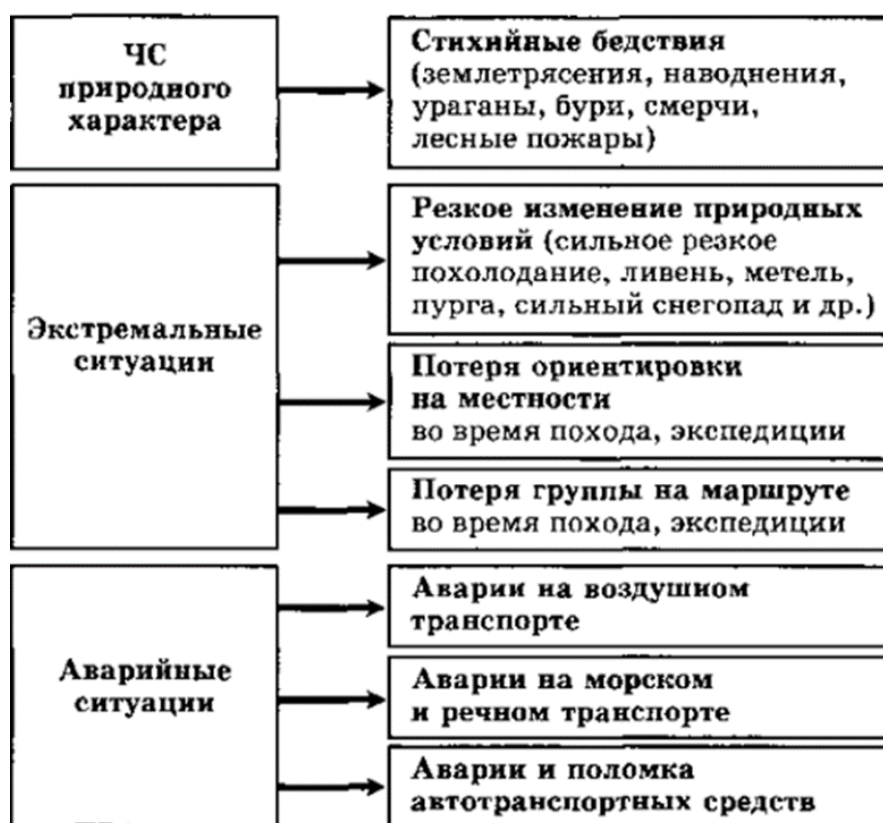 ЧС
природного
характера
Стихийные бедствия
(землетрясения, наводнения,
ураганы, бури, смерчи,
лесные пожары)
Экстремальные
ситуации
Резкое изменение природных
условий (сильное резкое
похолодание, ливень, метель,
пурга, сильный снегопад и др.)
Потеря ориентировки
на местности
во время похода, экспедиции
Потеря группы на маршруте
во время похода, экспедиции
Аварийные
ситуации
Аварии на воздушном
транспорте
Аварии на морском
и речном транспорте
Аварии и поломка
автотранспортных средств